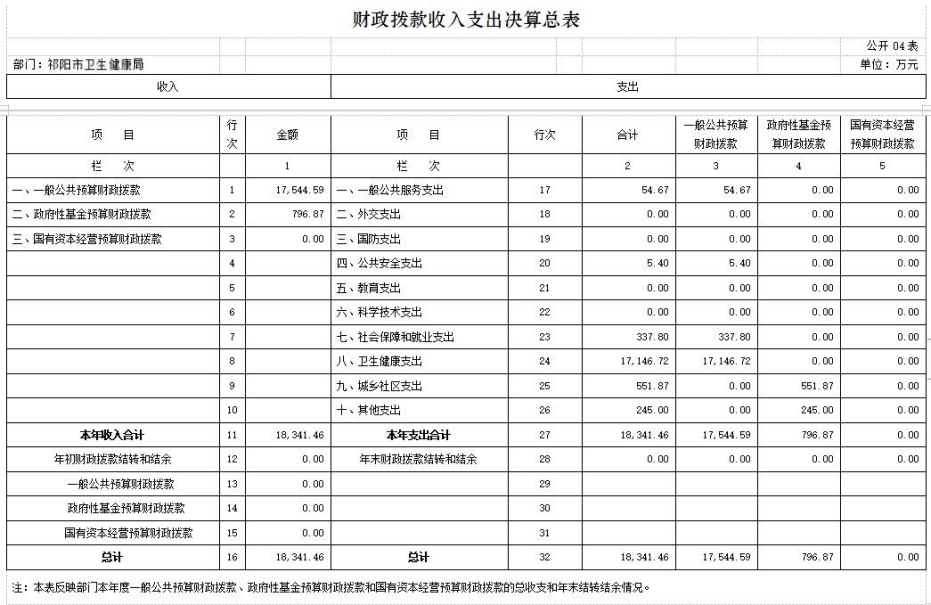 财政拨款收入支出决算总表
公开 04 表
部门：祁阳市卫生健康局 单位：万元
收入 支出
项 目 行次 金额 项 目 行次 合计 一般公共预算财政拨款 政府性基金预算财政拨款 国有资本经营预算财政拨款
栏 次 1 栏 次 2 3 4 5
一、一般公共预算财政拨款 1 17,544.59 一、一般公共服务支出 17 54.67 54.67 0.00 0.00
二、政府性基金预算财政拨款 2 796.87 二、外交支出 18 0.00 0.00 0.00 0.00
三、国有资本经营预算财政拨款 3 0.00 三、国防支出 19 0.00 0.00 0.00 0.00
4 四、公共安全支出 20 5.40 5.40 0.00 0.00
5 五、教育支出 21 0.00 0.00 0.00 0.00
6 六、科学技术支出 22 0.00 0.00 0.00 0.00
7 七、社会保障和就业支出 23 337.80 337.80 0.00 0.00
8 八、卫生健康支出 24 17,146.72 17,146.72 0.00 0.00
9 九、城乡社区支出 25 551.87 0.00 551.87 0.00
10 十、其他支出 26 245.00 0.00 245.00 0.00
本年收入合计 11 18,341.46 本年支出合计 27 18,341.46 17,544.59 796.87 0.00
年初财政拨款结转和结余 12 0.00 年末财政拨款结转和结余 28 0.00 0.00 0.00 0.00
一般公共预算财政拨款 13 0.00 29
政府性基金预算财政拨款 14 0.00 30
国有资本经营预算财政拨款 15 0.00 31
总计 16 18,341.46 总计 32 18,341.46 17,544.59 796.87 0.00
注：本表反映部门本年度一般公共预算财政拨款、政府性基金预算财政拨款和国有资本经营预算财政拨款的总收支和年末结转结余情况。